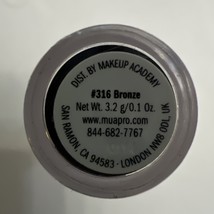 DIST. BY MAKEUP ACADEMY
#316 Bronze
Net Wt. 3.2 g/0.1 Oz.
www.muapro.com
844-682-7767
SAN RAMON, CA 94583 - LONDON NW8 0DL UK